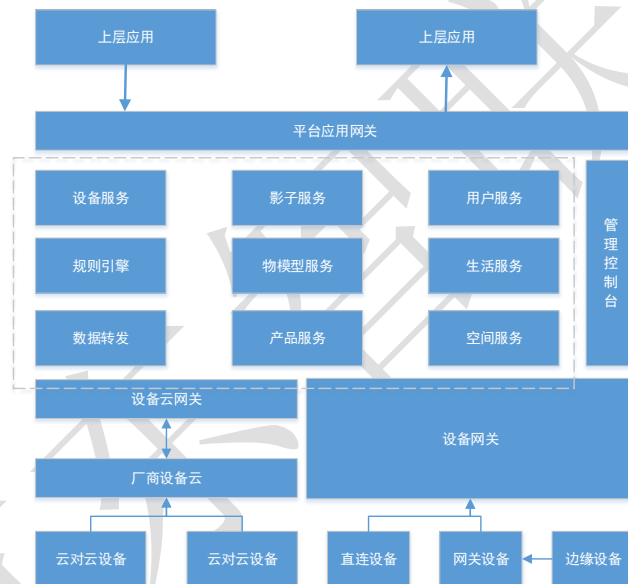 上层应用
上层应用
平台应用网关
设备服务
影子服务
用户服务
规则引擎
物模型服务
生活服务
数据转发
产品服务
空间服务
管理控制台
设备云网关
设备网关
厂商设备云
云对云设备
云对云设备
直连设备
网关设备
边缘设备